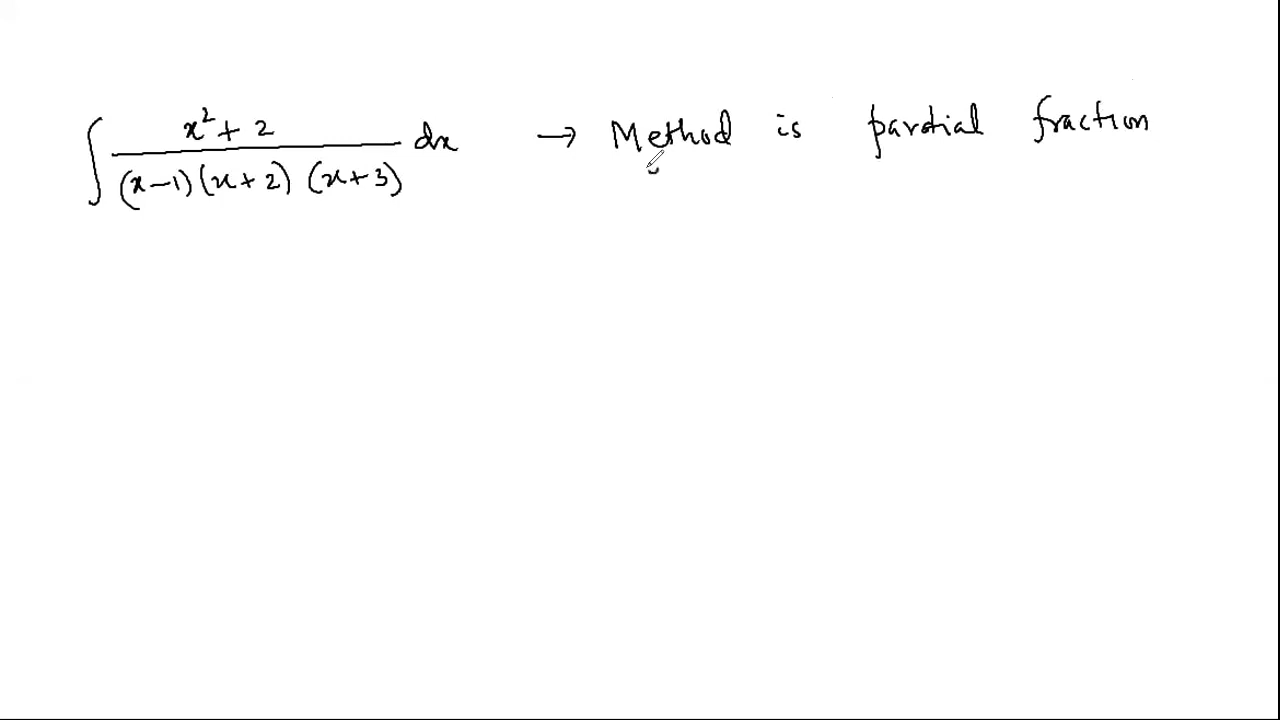 ∫ x²+2 / (x-1)(x+2)(x+3) dx → Method is partial fraction